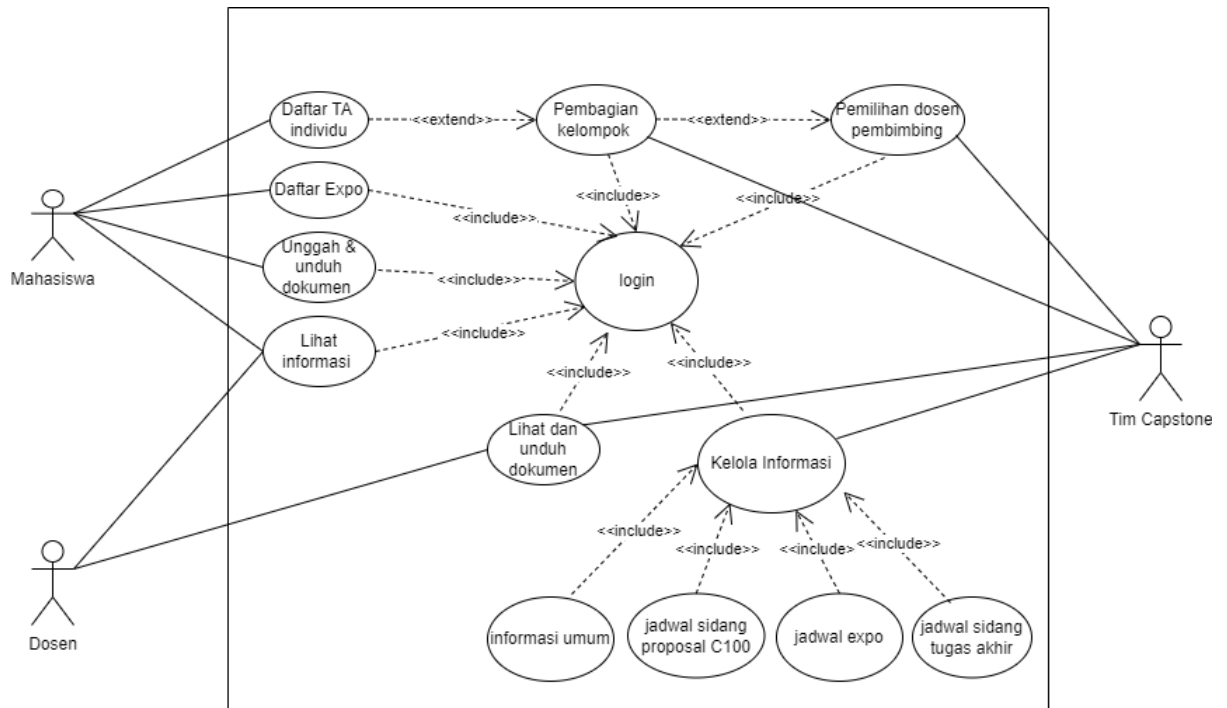 Daftar TA
individu
<<extend>>
Pembagian
kelompok
<<extend>>
Pemilihan dosen
pembimbing
Daftar Expo
<<include>>
<<include>>
<<include>>
Mahasiswa
Unggah &
unduh
dokumen
<<include>>
login
Lihat
informasi
<<include>>
<<include>>
<<include>>
Tim Capstone
Lihat dan
unduh
dokumen
Kelola Informasi
<<include>>
<<include>>
<<include>
<<include>>
Dosen
informasi umum
jadwal sidang
proposal C100
jadwal expo
jadwal sidang
tugas akhir